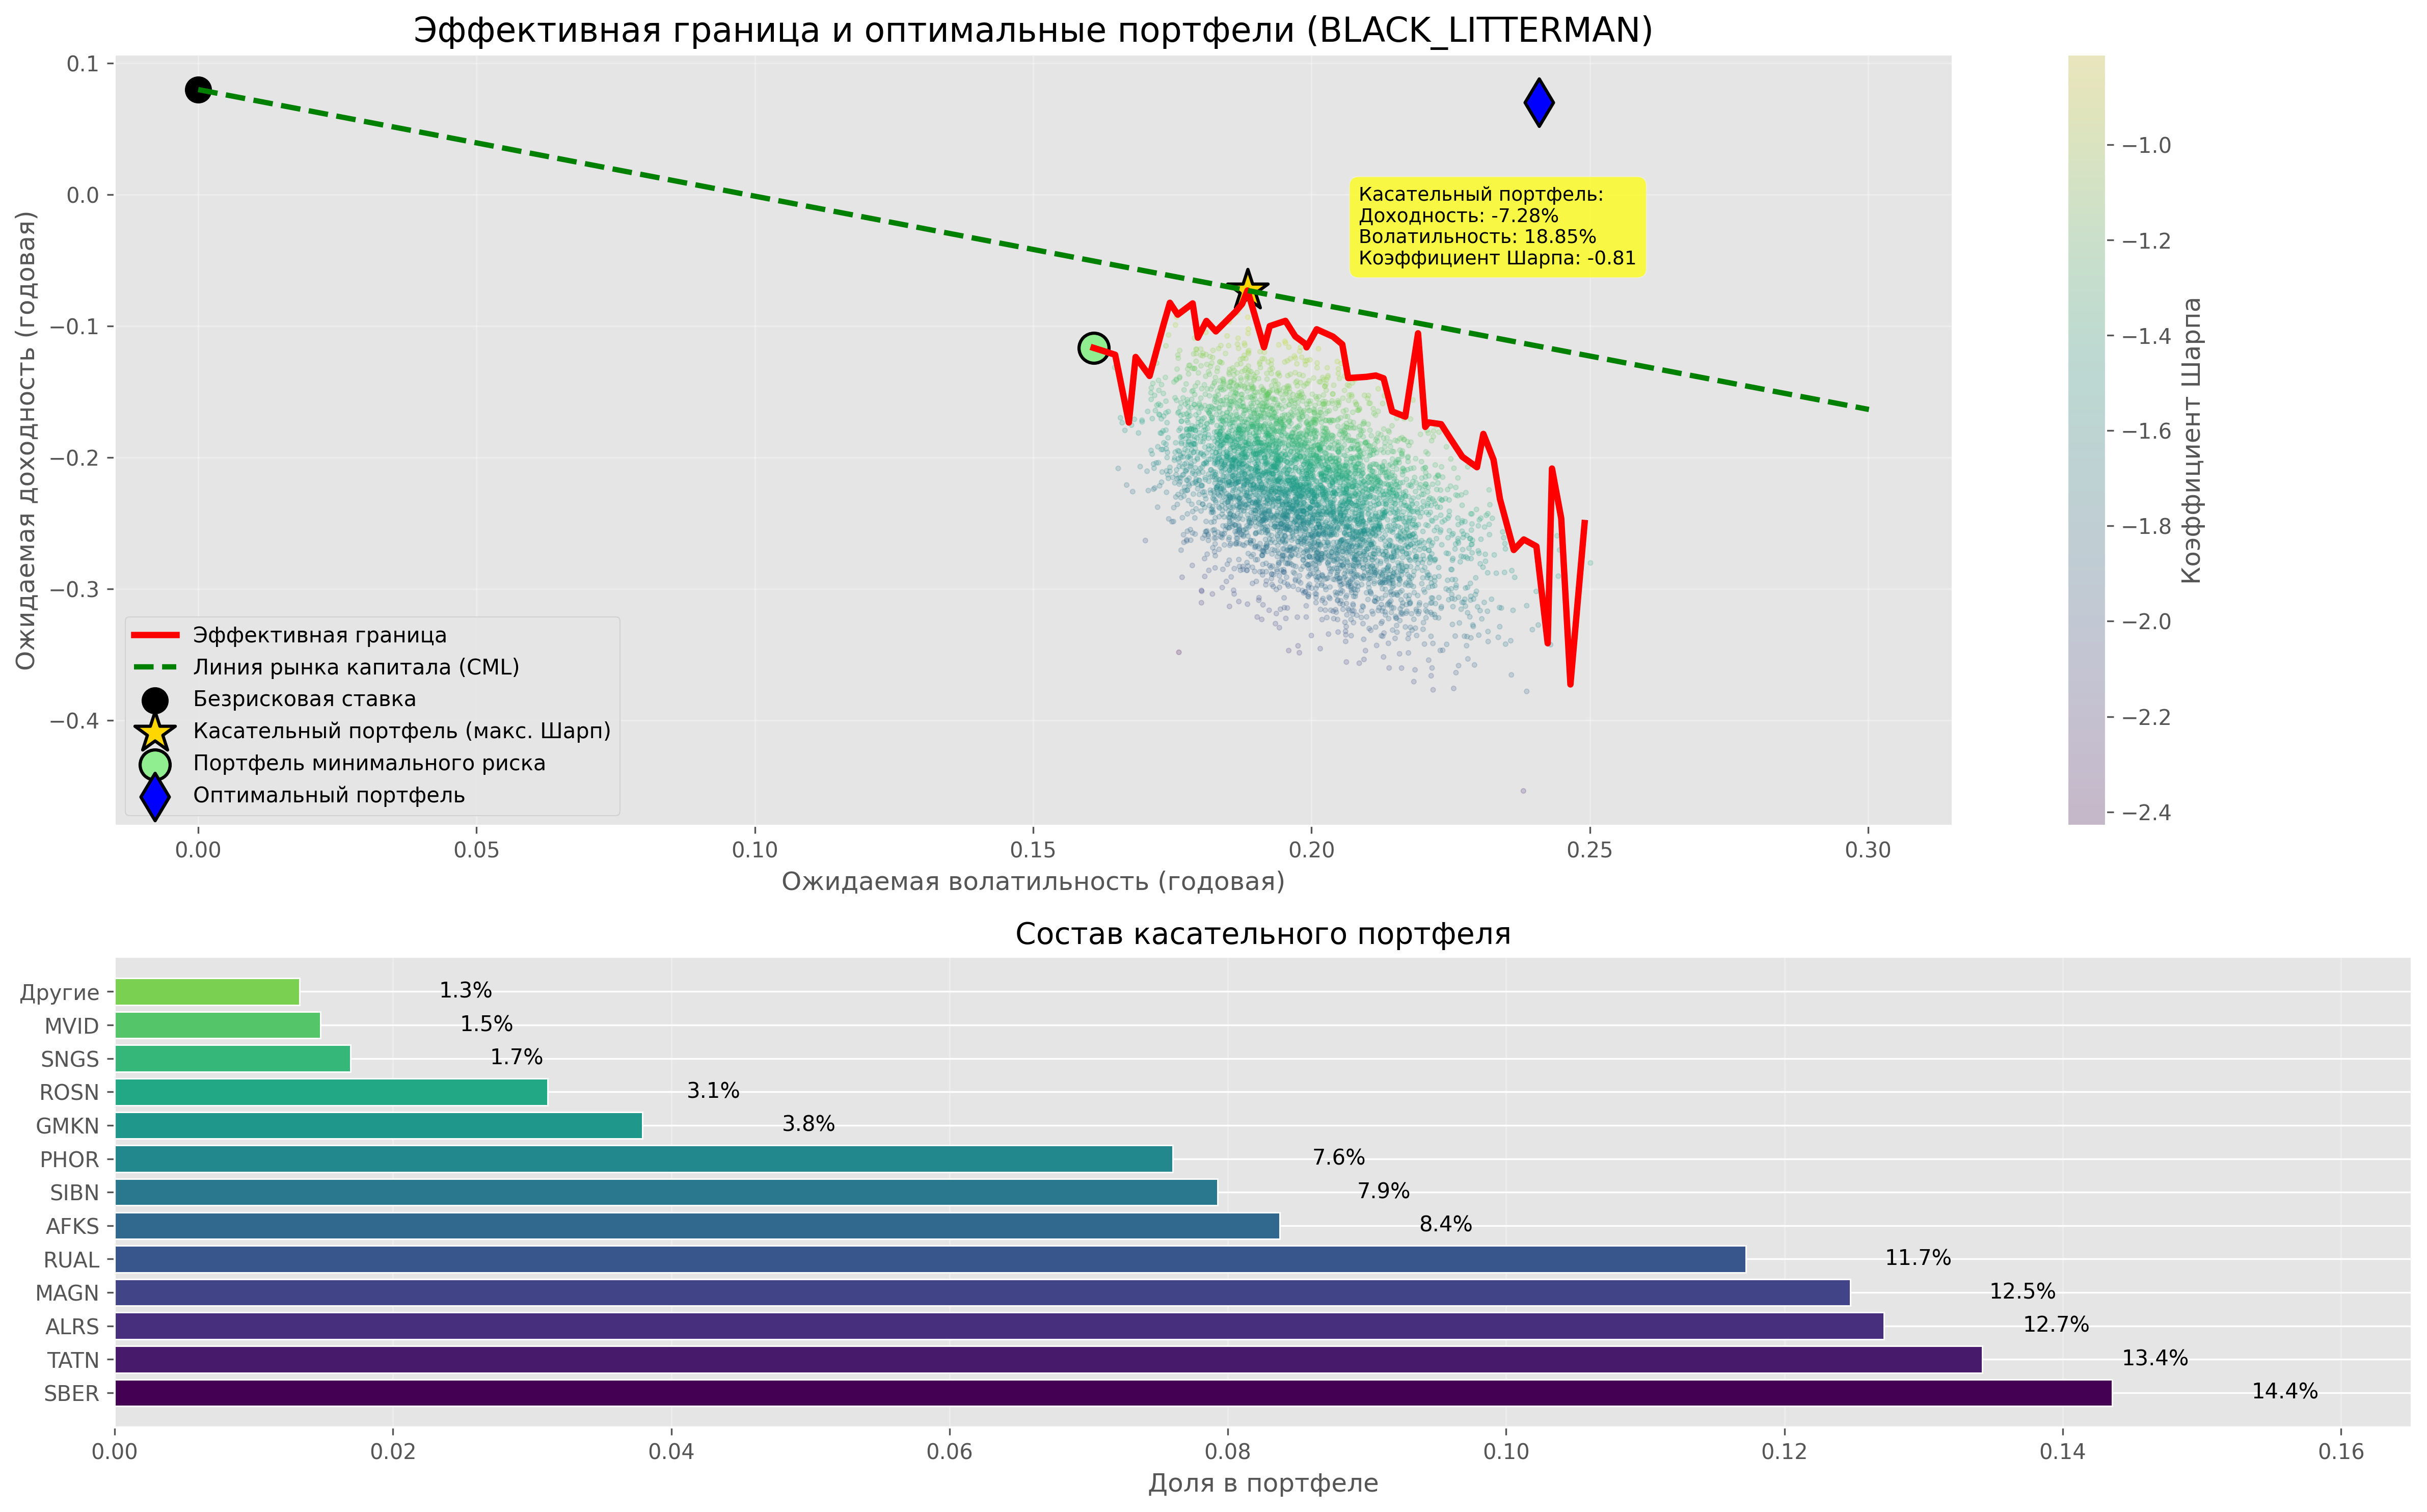 Эффективная граница и оптимальные портфели (BLACK_LITTERMAN)
Ожидаемая доходность (годовая)
0.1
0.0
−0.1
−0.2
−0.3
−0.4
Касательный портфель:
Доходность: -7.28%
Волатильность: 18.85%
Коэффициент Шарпа: -0.81
Эффективная граница
Линия рынка капитала (CML)
Безрисковая ставка
Касательный портфель (макс. Шарп)
Портфель минимального риска
Оптимальный портфель
0.00
0.05
0.10
0.15
0.20
0.25
0.30
Ожидаемая волатильность (годовая)
−1.0
−1.2
−1.4
−1.6
−1.8
−2.0
−2.2
−2.4
Коэффициент Шарпа
Состав касательного портфеля
Другие 1.3%
MVID 1.5%
SNGS 1.7%
ROSN 3.1%
GMKN 3.8%
PHOR 7.6%
SIBN 7.9%
AFKS 8.4%
RUAL 11.7%
MAGN 12.5%
ALRS 12.7%
TATN 13.4%
SBER 14.4%
0.00
0.02
0.04
0.06
0.08
0.10
0.12
0.14
0.16
Доля в портфеле